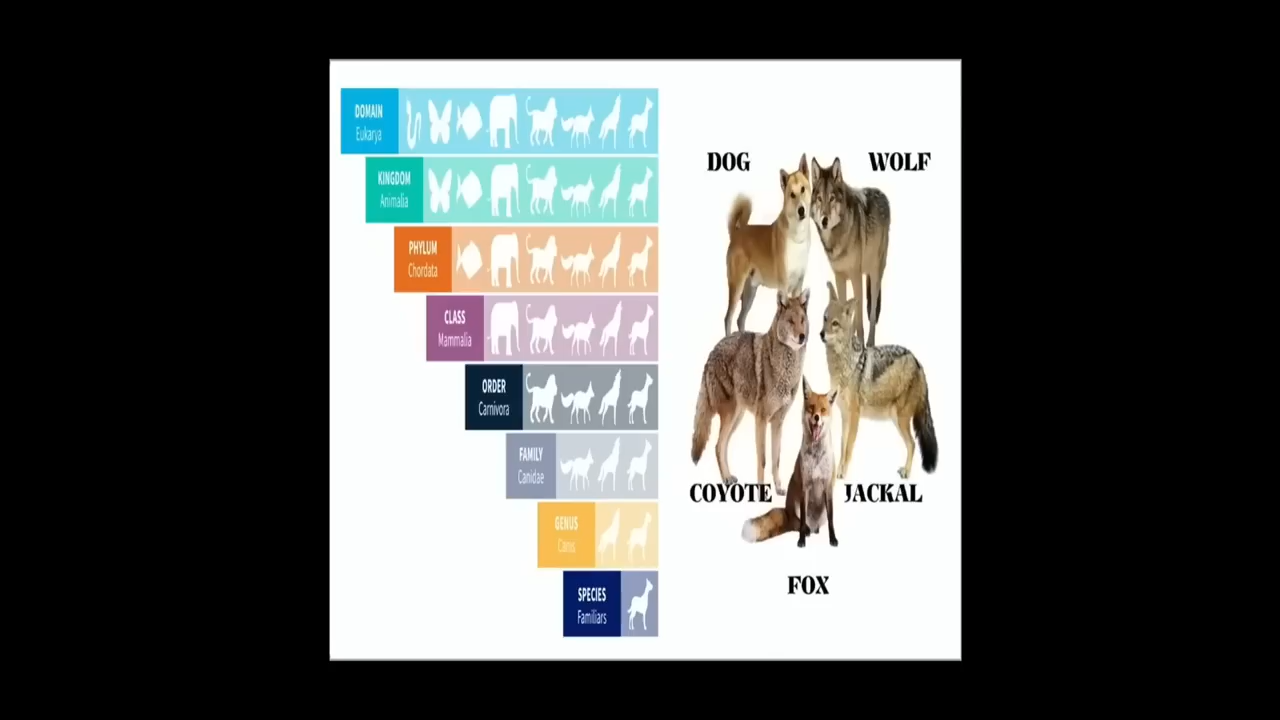 DOMAIN
Eukarya
KINGDOM
Animalia
PHYLUM
Chordata
CLASS
Mammalia
ORDER
Carnivora
FAMILY
Canidae
GENUS
Canis
SPECIES
Familiars
DOG
WOLF
COYOTE
JACKAL
FOX